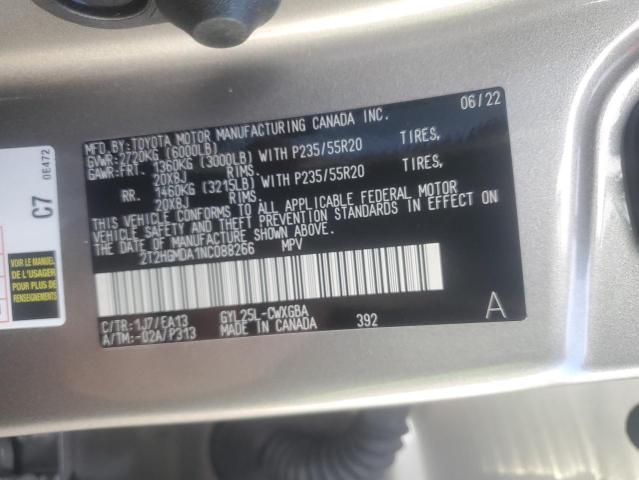 MFD.BY:TOYOTA MOTOR MANUFACTURING CANADA INC. 06/22
GVWR:2720KG (6000LB)
GAWR:FRT. 1360KG (3000LB) WITH P235/55R20 TIRES,
20X8J RIMS.
RR. 1460KG (3215LB) WITH P235/55R20 TIRES,
20X8J RIMS.
THIS VEHICLE CONFORMS TO ALL APPLICABLE FEDERAL MOTOR
VEHICLE SAFETY AND THEFT PREVENTION STANDARDS IN EFFECT ON
THE DATE OF MANUFACTURE SHOWN ABOVE.
2T2HGMDA1NC088266 MPV
C/TR:1J7/EA13 GYL25L-CWXGBA
A/TM:-02A/P313 MADE IN CANADA 392
A
C7
0E472
VOIR LE MANUEL
DE L'USAGER
POUR PLUS DE
RENSEIGNEMENTS